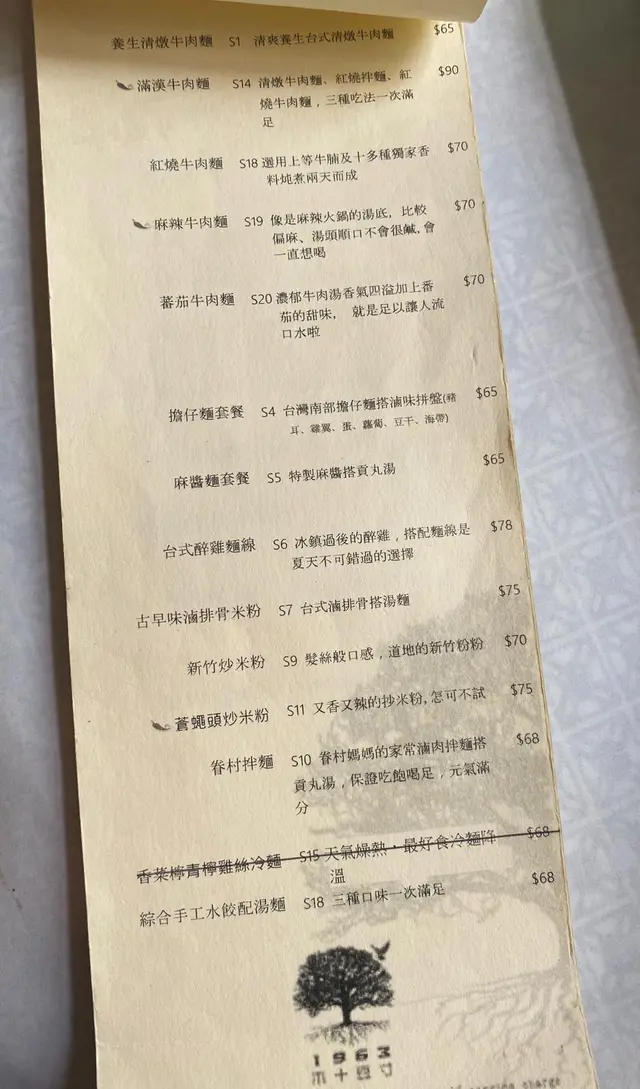 養生清燉牛肉麵 S1 清爽養生台式清燉牛肉麵 $65
滿漢牛肉麵 S14 清燉牛肉麵、紅燒拌麵、紅 $90
燒牛肉麵，三種吃法一次滿
足
紅燒牛肉麵 S18 選用上等牛腩及十多種獨家香 $70
料炖煮兩天而成
麻辣牛肉麵 S19 像是麻辣火鍋的湯底，比較 $70
偏麻、湯頭順口不會很鹹,會
一直想喝
蕃茄牛肉麵 S20 濃郁牛肉湯香氣四溢加上番 $70
茄的甜味， 就是足以讓人流
口水啦
擔仔麵套餐 S4 台灣南部擔仔麵搭滷味拼盤(豬 $65
耳、雞翼、蛋、蘿蔔、豆干、海帶)
麻醬麵套餐 S5 特製麻醬搭貢丸湯 $65
台式醉雞麵線 S6 冰鎮過後的醉雞，搭配麵線是 $78
夏天不可錯過的選擇
古早味滷排骨米粉 S7 台式滷排骨搭湯麵 $75
新竹炒米粉 S9 髮絲般口感，道地的新竹粉粉 $70
蒼蠅頭炒米粉 S11 又香又辣的抄米粉,怎可不試 $75
眷村拌麵 S10 眷村媽媽的家常滷肉拌麵搭 $68
貢丸湯，保證吃飽喝足，元氣滿
分
香菜檸青檸雞絲冷麵 S15 天氣燥熱・最好食冷麵降 $68
溫
綜合手工水餃配湯麵 S18 三種口味一次滿足 $68
1963